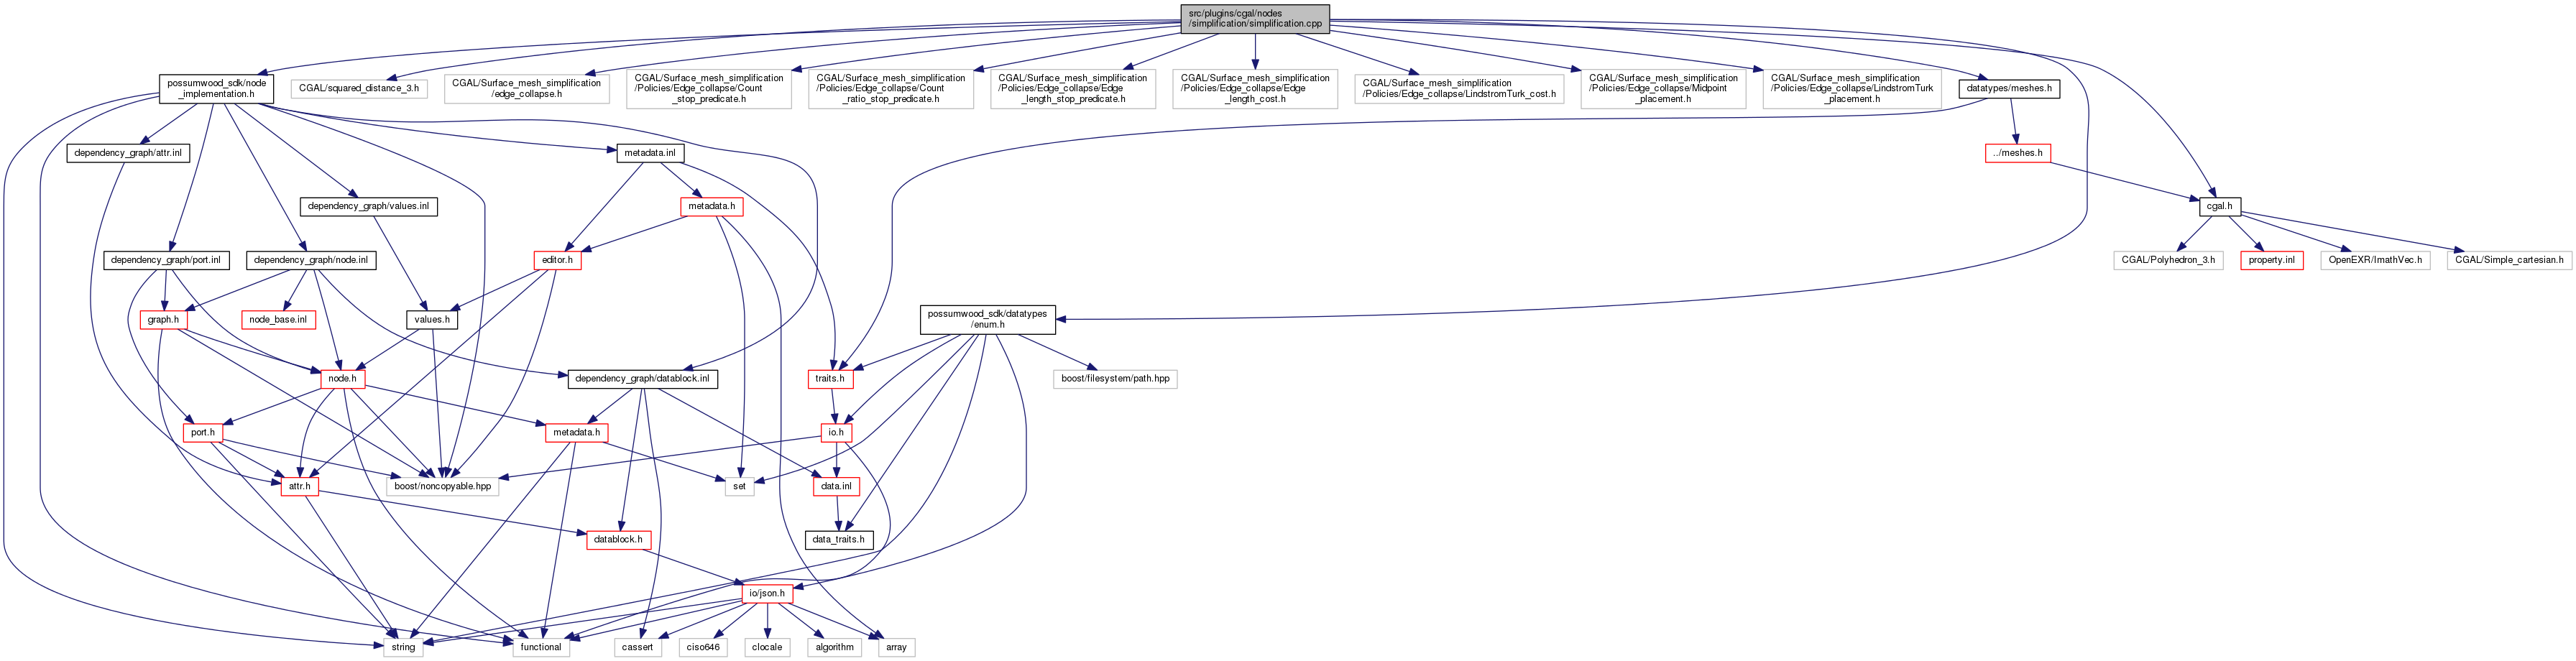 src/plugins/cgal/nodes
/simplification/simplification.cpp
possumwood_sdk/node
_implementation.h
CGAL/squared_distance_3.h
CGAL/Surface_mesh_simplification
/edge_collapse.h
CGAL/Surface_mesh_simplification
/Policies/Edge_collapse/Count
_stop_predicate.h
CGAL/Surface_mesh_simplification
/Policies/Edge_collapse/Count
_ratio_stop_predicate.h
CGAL/Surface_mesh_simplification
/Policies/Edge_collapse/Edge
_length_stop_predicate.h
CGAL/Surface_mesh_simplification
/Policies/Edge_collapse/Edge
_length_cost.h
CGAL/Surface_mesh_simplification
/Policies/Edge_collapse/LindstromTurk_cost.h
CGAL/Surface_mesh_simplification
/Policies/Edge_collapse/Midpoint
_placement.h
CGAL/Surface_mesh_simplification
/Policies/Edge_collapse/LindstromTurk
_placement.h
datatypes/meshes.h
dependency_graph/attr.inl
metadata.inl
../meshes.h
dependency_graph/values.inl
metadata.h
cgal.h
dependency_graph/port.inl
dependency_graph/node.inl
editor.h
CGAL/Polyhedron_3.h
property.inl
OpenEXR/ImathVec.h
CGAL/Simple_cartesian.h
graph.h
node_base.inl
values.h
possumwood_sdk/datatypes
/enum.h
node.h
dependency_graph/datablock.inl
traits.h
boost/filesystem/path.hpp
port.h
metadata.h
io.h
attr.h
boost/noncopyable.hpp
set
data.inl
datablock.h
data_traits.h
io/json.h
string
functional
cassert
ciso646
clocale
algorithm
array